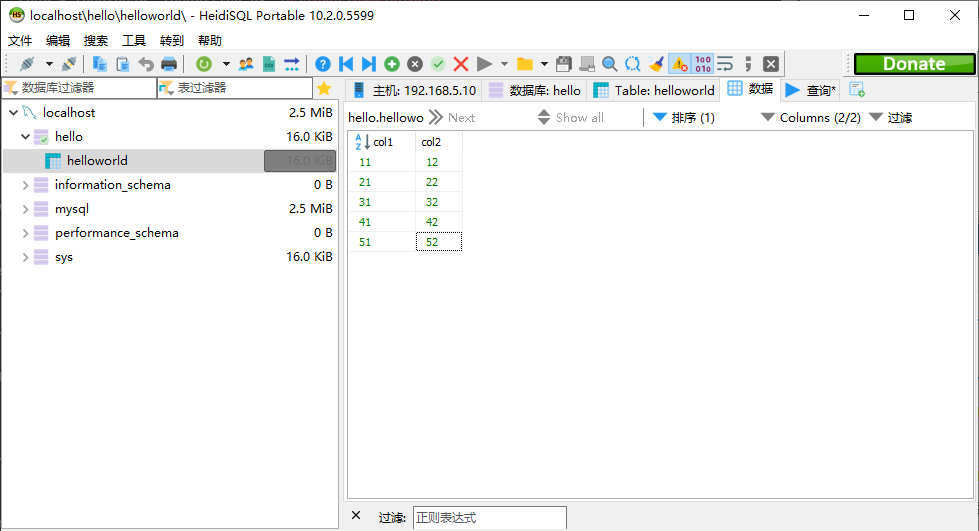 localhost\hello\helloworld\ - HeidiSQL Portable 10.2.0.5599
文件 编辑 搜索 工具 转到 帮助
Donate
数据库过滤器 表过滤器
主机: 192.168.5.10 数据库: hello Table: helloworld 数据 查询*
localhost 2.5 MiB
hello 16.0 KiB
helloworld 16.0 KiB
information_schema 0 B
mysql 2.5 MiB
performance_schema 0 B
sys 16.0 KiB
hello.hellowo Next Show all 排序 (1) Columns (2/2) 过滤
col1 col2
11 12
21 22
31 32
41 42
51 52
过滤: 正则表达式